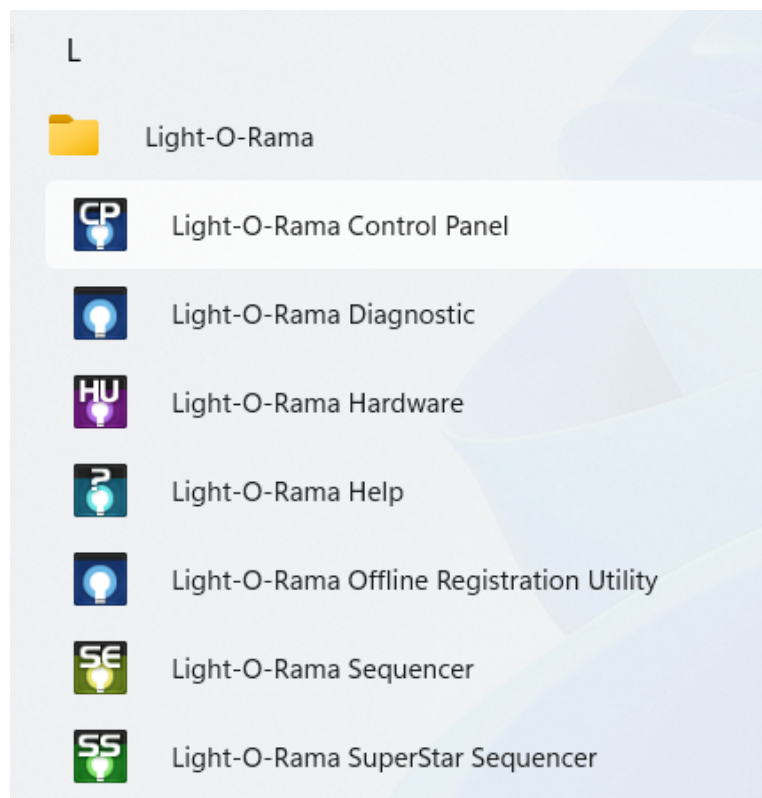 L
Light-O-Rama
CP
Light-O-Rama Control Panel
Light-O-Rama Diagnostic
HU
Light-O-Rama Hardware
?
Light-O-Rama Help
Light-O-Rama Offline Registration Utility
SE
Light-O-Rama Sequencer
SS
Light-O-Rama SuperStar Sequencer